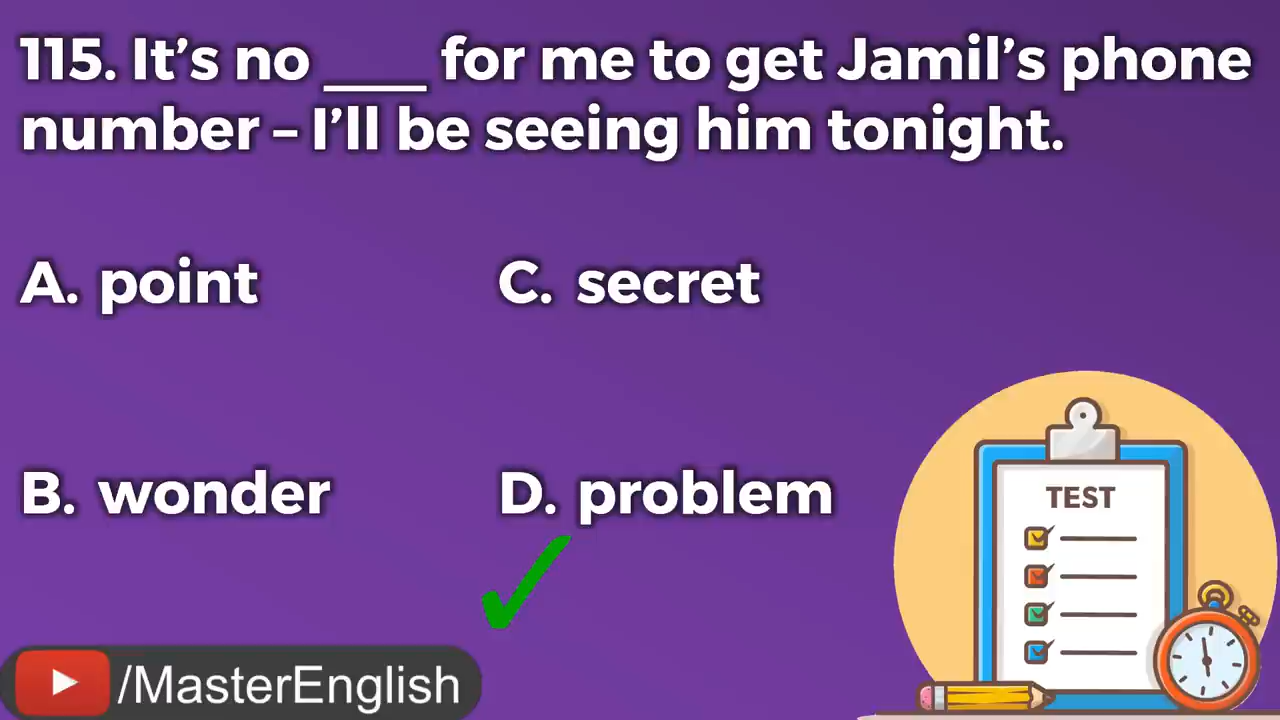 115. It’s no ____ for me to get Jamil’s phone
number – I’ll be seeing him tonight.
A. point
C. secret
B. wonder
D. problem
TEST
/MasterEnglish